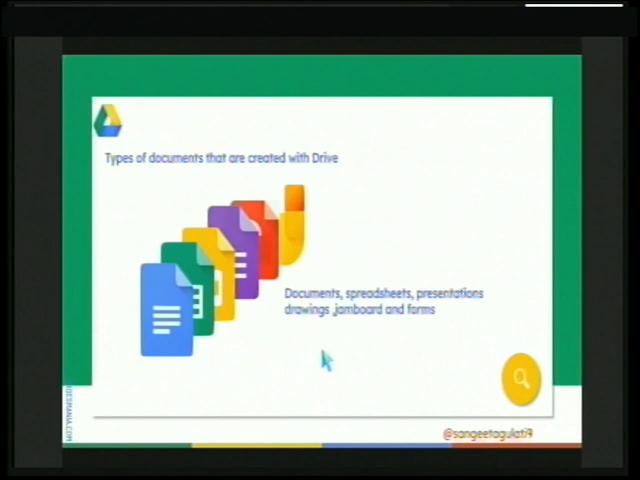 Types of documents that are created with Drive
Documents, spreadsheets, presentations
drawings ,jamboard and forms
@sangeetagulati9